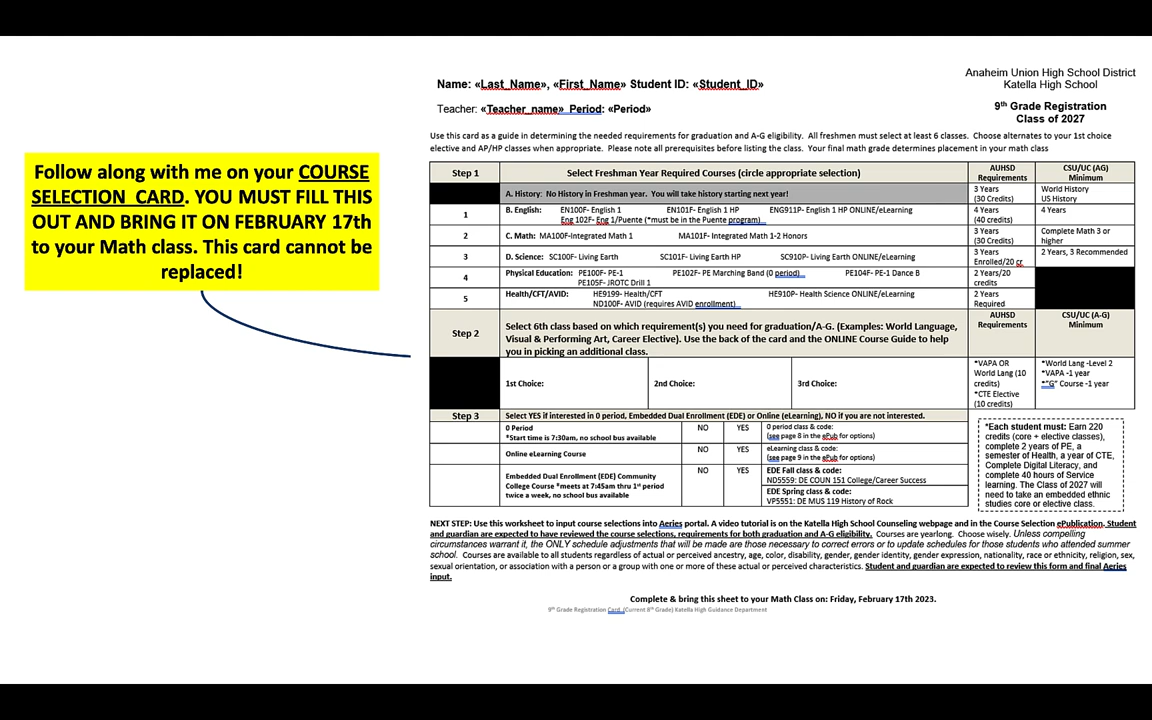 Follow along with me on your COURSE
SELECTION CARD. YOU MUST FILL THIS
OUT AND BRING IT ON FEBRUARY 17th
to your Math class. This card cannot be
replaced!
Name: «Last_Name», «First_Name» Student ID: «Student_ID»
Teacher: «Teacher_name» Period: «Period»
Anaheim Union High School District
Katella High School
9th Grade Registration
Class of 2027
Use this card as a guide in determining the needed requirements for graduation and A-G eligibility. All freshmen must select at least 6 classes. Choose alternates to your 1st choice
elective and AP/HP classes when appropriate. Please note all prerequisites before listing the class. Your final math grade determines placement in your math class
Step 1 Select Freshman Year Required Courses (circle appropriate selection)
AUHSD
Requirements
CSU/UC (AG)
Minimum
A. History: No History in Freshman year. You will take history starting next year!
3 Years
(30 Credits)
World History
US History
1 B. English: EN100F- English 1 EN101F- English 1 HP ENG911P- English 1 HP ONLINE/eLearning
Eng 102F- Eng 1/Puente (*must be in the Puente program)
4 Years
(40 credits)
4 Years
2 C. Math: MA100F-Integrated Math 1 MA101F- Integrated Math 1-2 Honors
3 Years
(30 Credits)
Complete Math 3 or
higher
3 D. Science: SC100F- Living Earth SC101F- Living Earth HP SC910P- Living Earth ONLINE/eLearning
3 Years
Enrolled/20 cr
2 Years, 3 Recommended
4 Physical Education: PE100F- PE-1 PE102F- PE Marching Band (0 period) PE104F- PE-1 Dance B
PE105F- JROTC Drill 1
2 Years/20
credits
5 Health/CFT/AVID: HE9199- Health/CFT HE910P- Health Science ONLINE/eLearning
ND100F- AVID (requires AVID enrollment)
2 Years
Required
Step 2 Select 6th class based on which requirement(s) you need for graduation/A-G. (Examples: World Language,
Visual & Performing Art, Career Elective). Use the back of the card and the ONLINE Course Guide to help
you in picking an additional class.
AUHSD
Requirements
CSU/UC (A-G)
Minimum
1st Choice: 2nd Choice: 3rd Choice:
*VAPA OR
World Lang (10
credits)
*CTE Elective
(10 credits)
*World Lang -Level 2
*VAPA -1 year
*"G" Course -1 year
Step 3 Select YES if interested in 0 period, Embedded Dual Enrollment (EDE) or Online (eLearning), NO if you are not interested.
0 Period
*Start time is 7:30am, no school bus available
NO YES
0 period class & code:
(see page 8 in the ePub for options)
Online eLearning Course
NO YES
eLearning class & code:
(see page 9 in the ePub for options)
Embedded Dual Enrollment (EDE) Community
College Course *meets at 7:45am thru 1st period
twice a week, no school bus available
NO YES
EDE Fall class & code:
ND5559: DE COUN 151 College/Career Success
EDE Spring class & code:
VP5551: DE MUS 119 History of Rock
*Each student must: Earn 220
credits (core + elective classes),
complete 2 years of PE, a
semester of Health, a year of CTE,
Complete Digital Literacy, and
complete 40 hours of Service
learning. The Class of 2027 will
need to take an embedded ethnic
studies core or elective class.
NEXT STEP: Use this worksheet to input course selections into Aeries portal. A video tutorial is on the Katella High School Counseling webpage and in the Course Selection ePublication. Student
and guardian are expected to have reviewed the course selections, requirements for both graduation and A-G eligibility. Courses are yearlong. Choose wisely. Unless compelling
circumstances warrant it, the ONLY schedule adjustments that will be made are those necessary to correct errors or to update schedules for those students who attended summer
school. Courses are available to all students regardless of actual or perceived ancestry, age, color, disability, gender, gender identity, gender expression, nationality, race or ethnicity, religion, sex,
sexual orientation, or association with a person or a group with one or more of these actual or perceived characteristics. Student and guardian are expected to review this form and final Aeries
input.
Complete & bring this sheet to your Math Class on: Friday, February 17th 2023.
9th Grade Registration Card (Current 8th Grade) Katella High Guidance Department